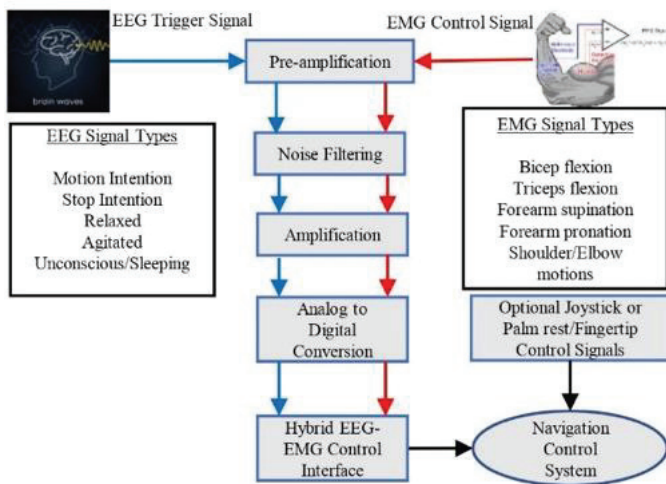 EEG Trigger Signal
EMG Control Signal
brain waves
Pre-amplification
EEG Signal Types
Motion Intention
Stop Intention
Relaxed
Agitated
Unconscious/Sleeping
EMG Signal Types
Bicep flexion
Triceps flexion
Forearm supination
Forearm pronation
Shoulder/Elbow
motions
Noise Filtering
Amplification
Analog to
Digital
Conversion
Optional Joystick or
Palm rest/Fingertip
Control Signals
Hybrid EEG-
EMG Control
Interface
Navigation
Control
System